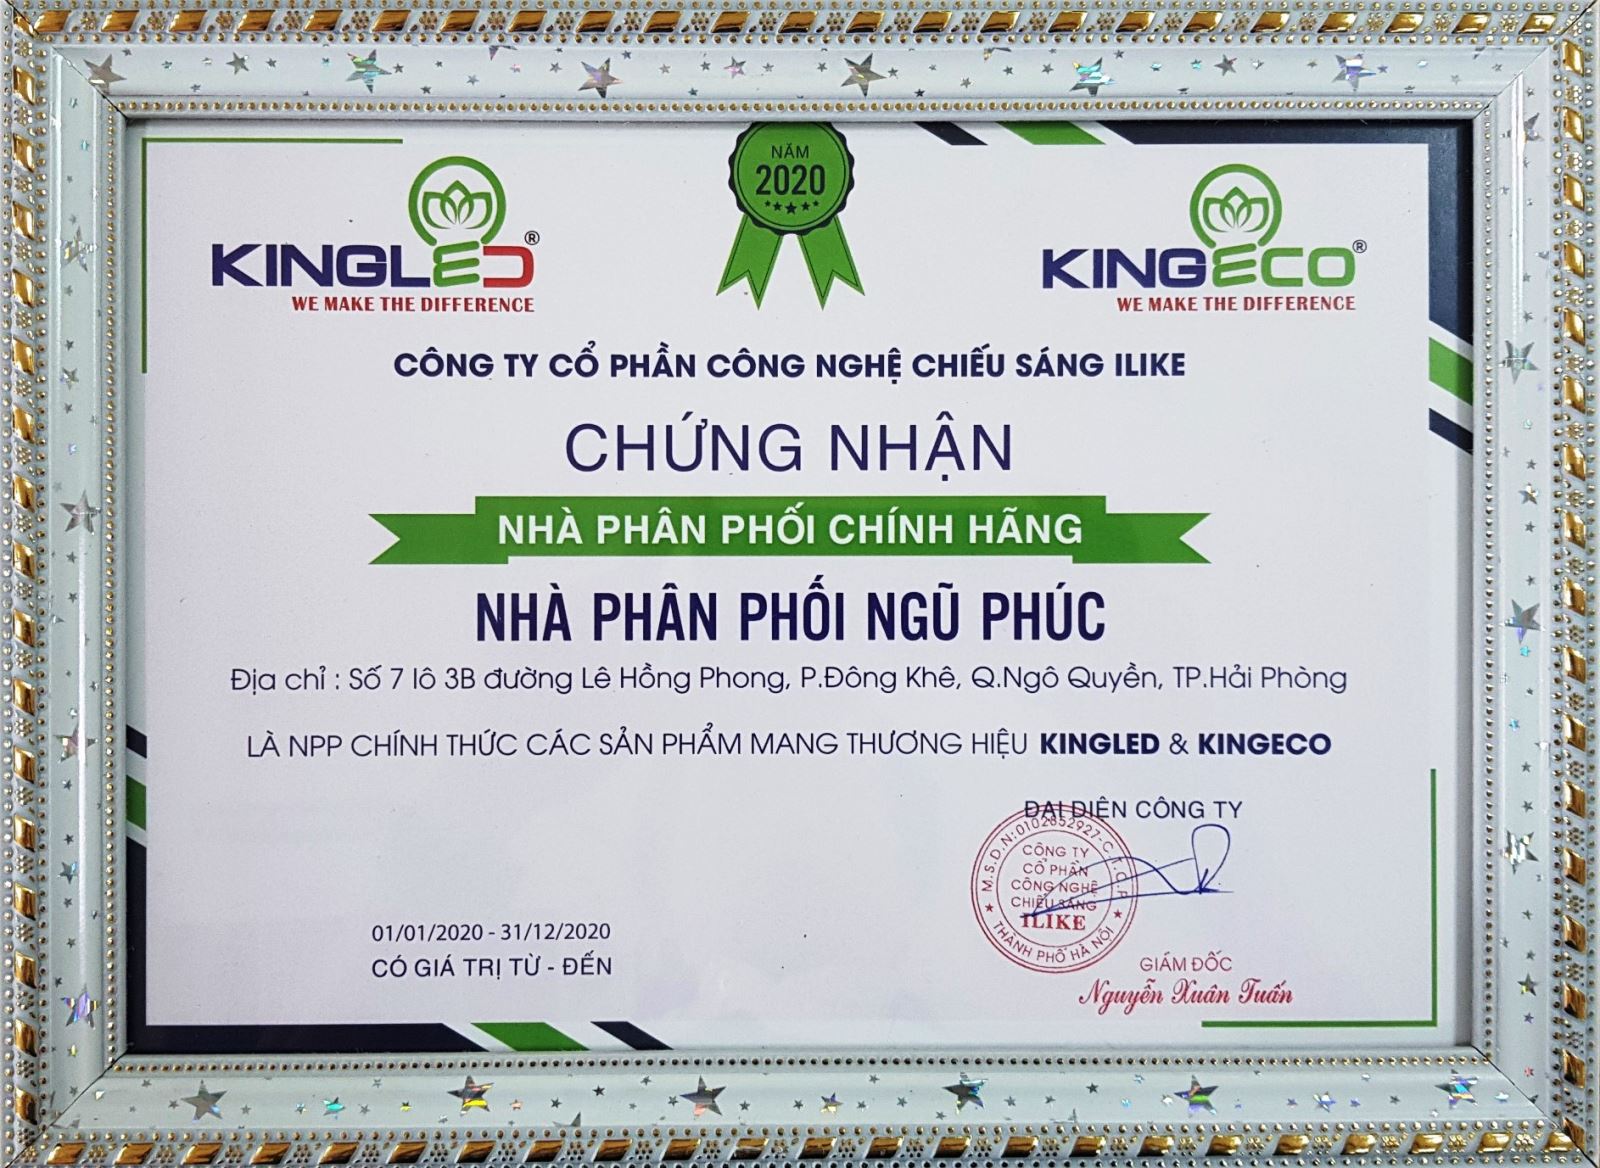 NĂM
2020
KINGLED®
WE MAKE THE DIFFERENCE
KINGECO®
WE MAKE THE DIFFERENCE
CÔNG TY CỔ PHẦN CÔNG NGHỆ CHIẾU SÁNG ILIKE
CHỨNG NHẬN
NHÀ PHÂN PHỐI CHÍNH HÃNG
NHÀ PHÂN PHỐI NGŨ PHÚC
Địa chỉ : Số 7 lô 3B đường Lê Hồng Phong, P.Đông Khê, Q.Ngô Quyền, TP.Hải Phòng
LÀ NPP CHÍNH THỨC CÁC SẢN PHẨM MANG THƯƠNG HIỆU KINGLED & KINGECO
ĐẠI DIỆN CÔNG TY
M.S.D.N:0102852927-C.T.C.P
CÔNG TY
CỔ PHẦN
CÔNG NGHỆ
CHIẾU SÁNG
ILIKE
THÀNH PHỐ HÀ NỘI
01/01/2020 - 31/12/2020
CÓ GIÁ TRỊ TỪ - ĐẾN
GIÁM ĐỐC
Nguyễn Xuân Tuấn